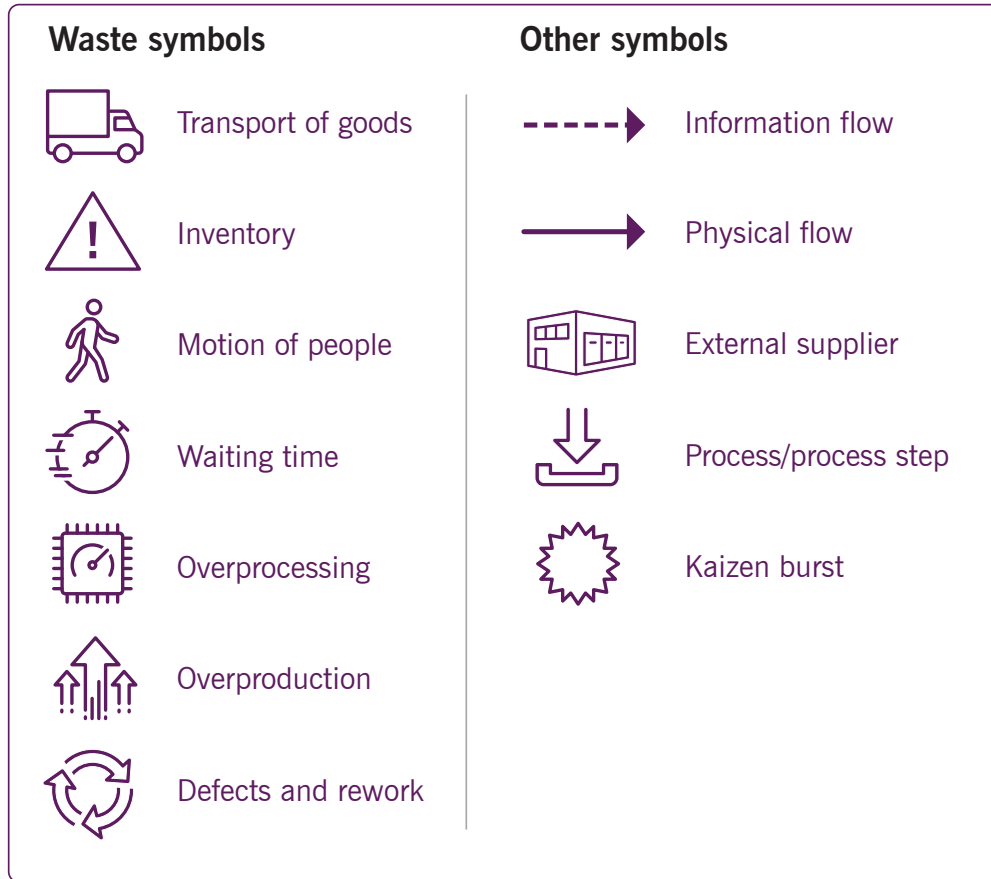 Waste symbols
Transport of goods
!
Inventory
Motion of people
Waiting time
Overprocessing
Overproduction
Defects and rework
Other symbols
Information flow
Physical flow
External supplier
Process/process step
Kaizen burst